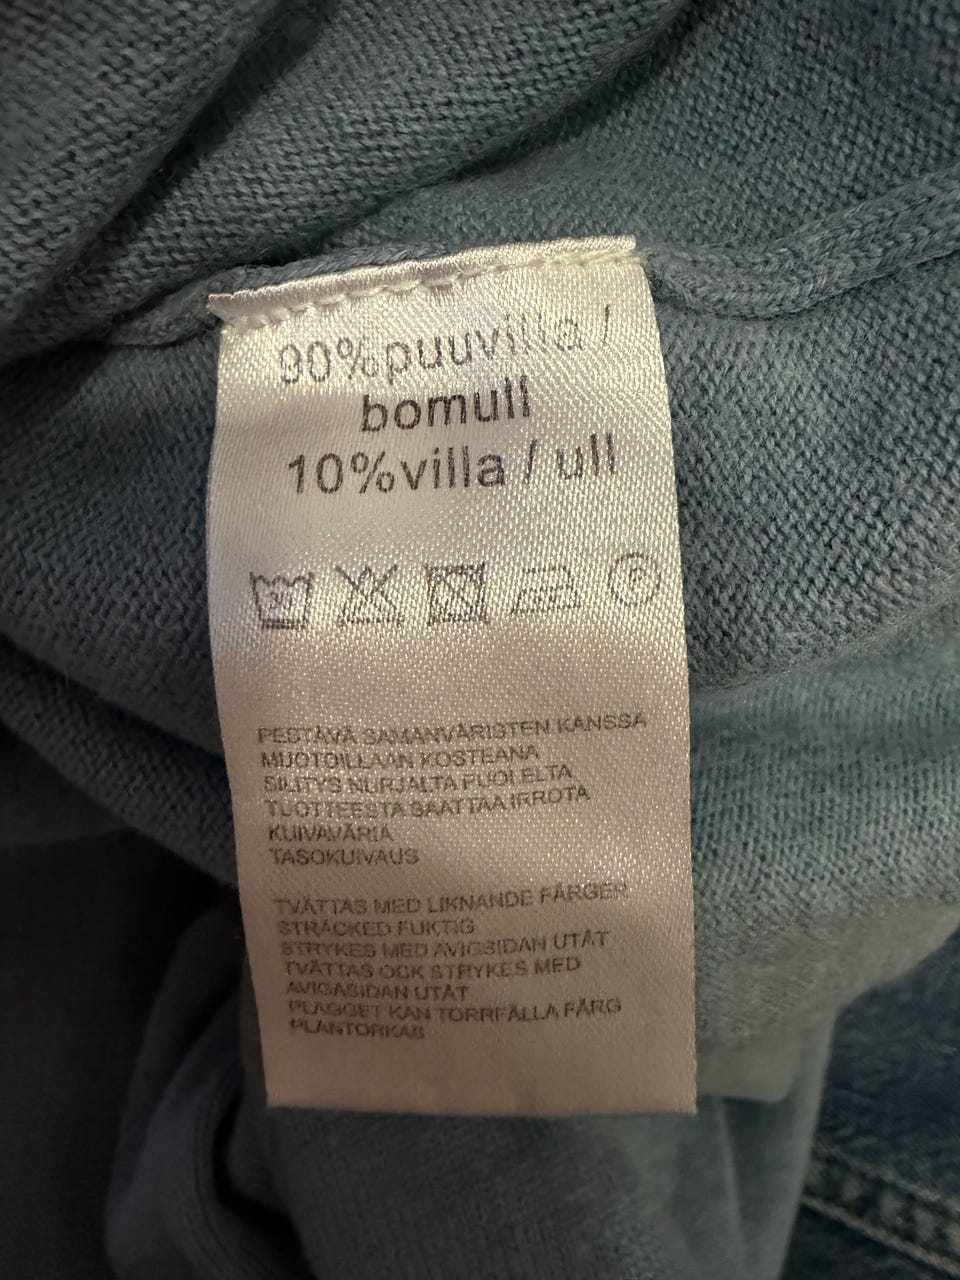 90%puuvilla /
bomull
10%villa / ull
30
P
PESTÄVÄ SAMANVÄRISTEN KANSSA
MUOTOILLAAN KOSTEANA
SILITYS NURJALTA PUOLELTA
TUOTTEESTA SAATTAA IRROTA
KUIVAVÄRIÄ
TASOKUIVAUS
TVÄTTAS MED LIKNANDE FÄRGER
STRÄCKED FUKTIG
STRYKES MED AVIGSIDAN UTÅT
TVÄTTAS OCK STRYKES MED
AVIGASIDAN UTÅT
PLAGGET KAN TORRFÄLLA FÄRG
PLANTORKAS